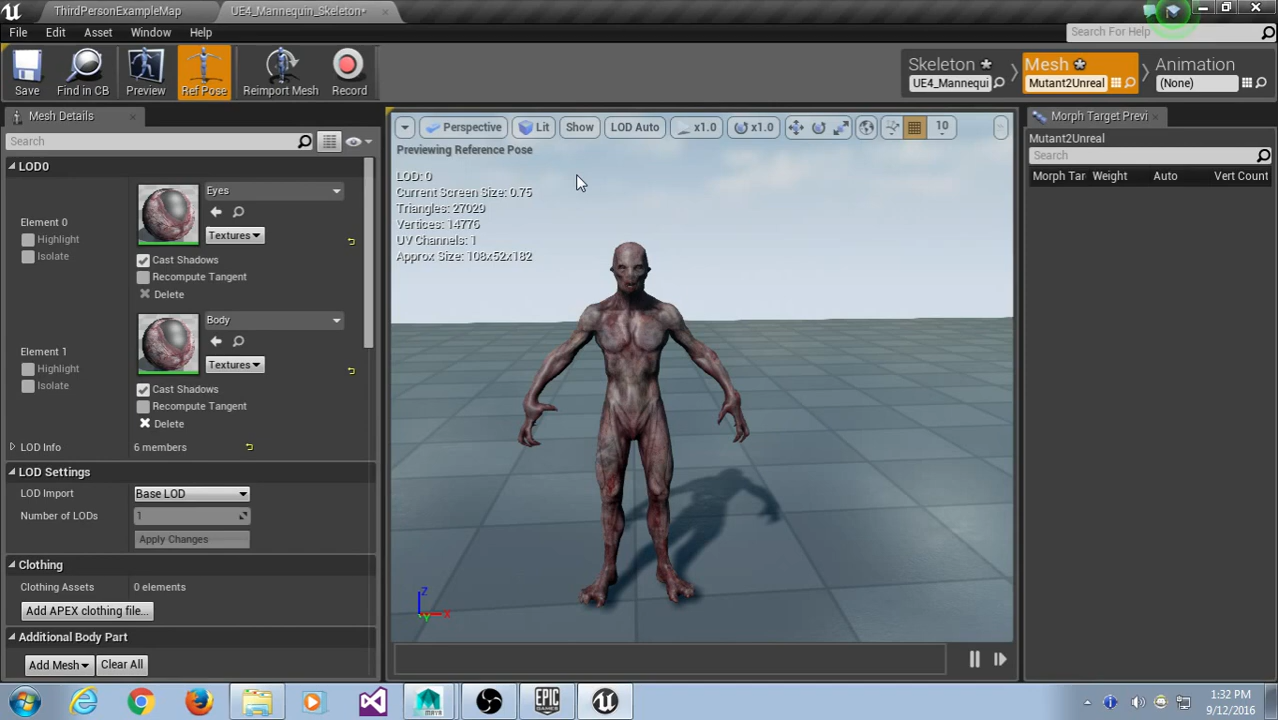 ThirdPersonExampleMap
UE4_Mannequin_Skeleton*
File Edit Asset Window Help
Search For Help
Save Find in CB Preview Ref Pose Reimport Mesh Record
Skeleton
UE4_Mannequi
Mesh
Mutant2Unreal
Animation
(None)
Mesh Details
Search
LOD0
Element 0
Highlight
Isolate
Eyes
Textures
Cast Shadows
Recompute Tangent
Delete
Element 1
Highlight
Isolate
Body
Textures
Cast Shadows
Recompute Tangent
Delete
LOD Info 6 members
LOD Settings
LOD Import Base LOD
Number of LODs 1
Apply Changes
Clothing
Clothing Assets 0 elements
Add APEX clothing file...
Additional Body Part
Add Mesh Clear All
Perspective Lit Show LOD Auto x1.0 x1.0 10
Previewing Reference Pose
LOD: 0
Current Screen Size: 0.75
Triangles: 27029
Vertices: 14776
UV Channels: 1
Approx Size: 108x52x182
Z
X
Y
Morph Target Previ
Mutant2Unreal
Search
Morph Tar Weight Auto Vert Count
MAYA
EPIC
GAMES
1:32 PM
9/12/2016